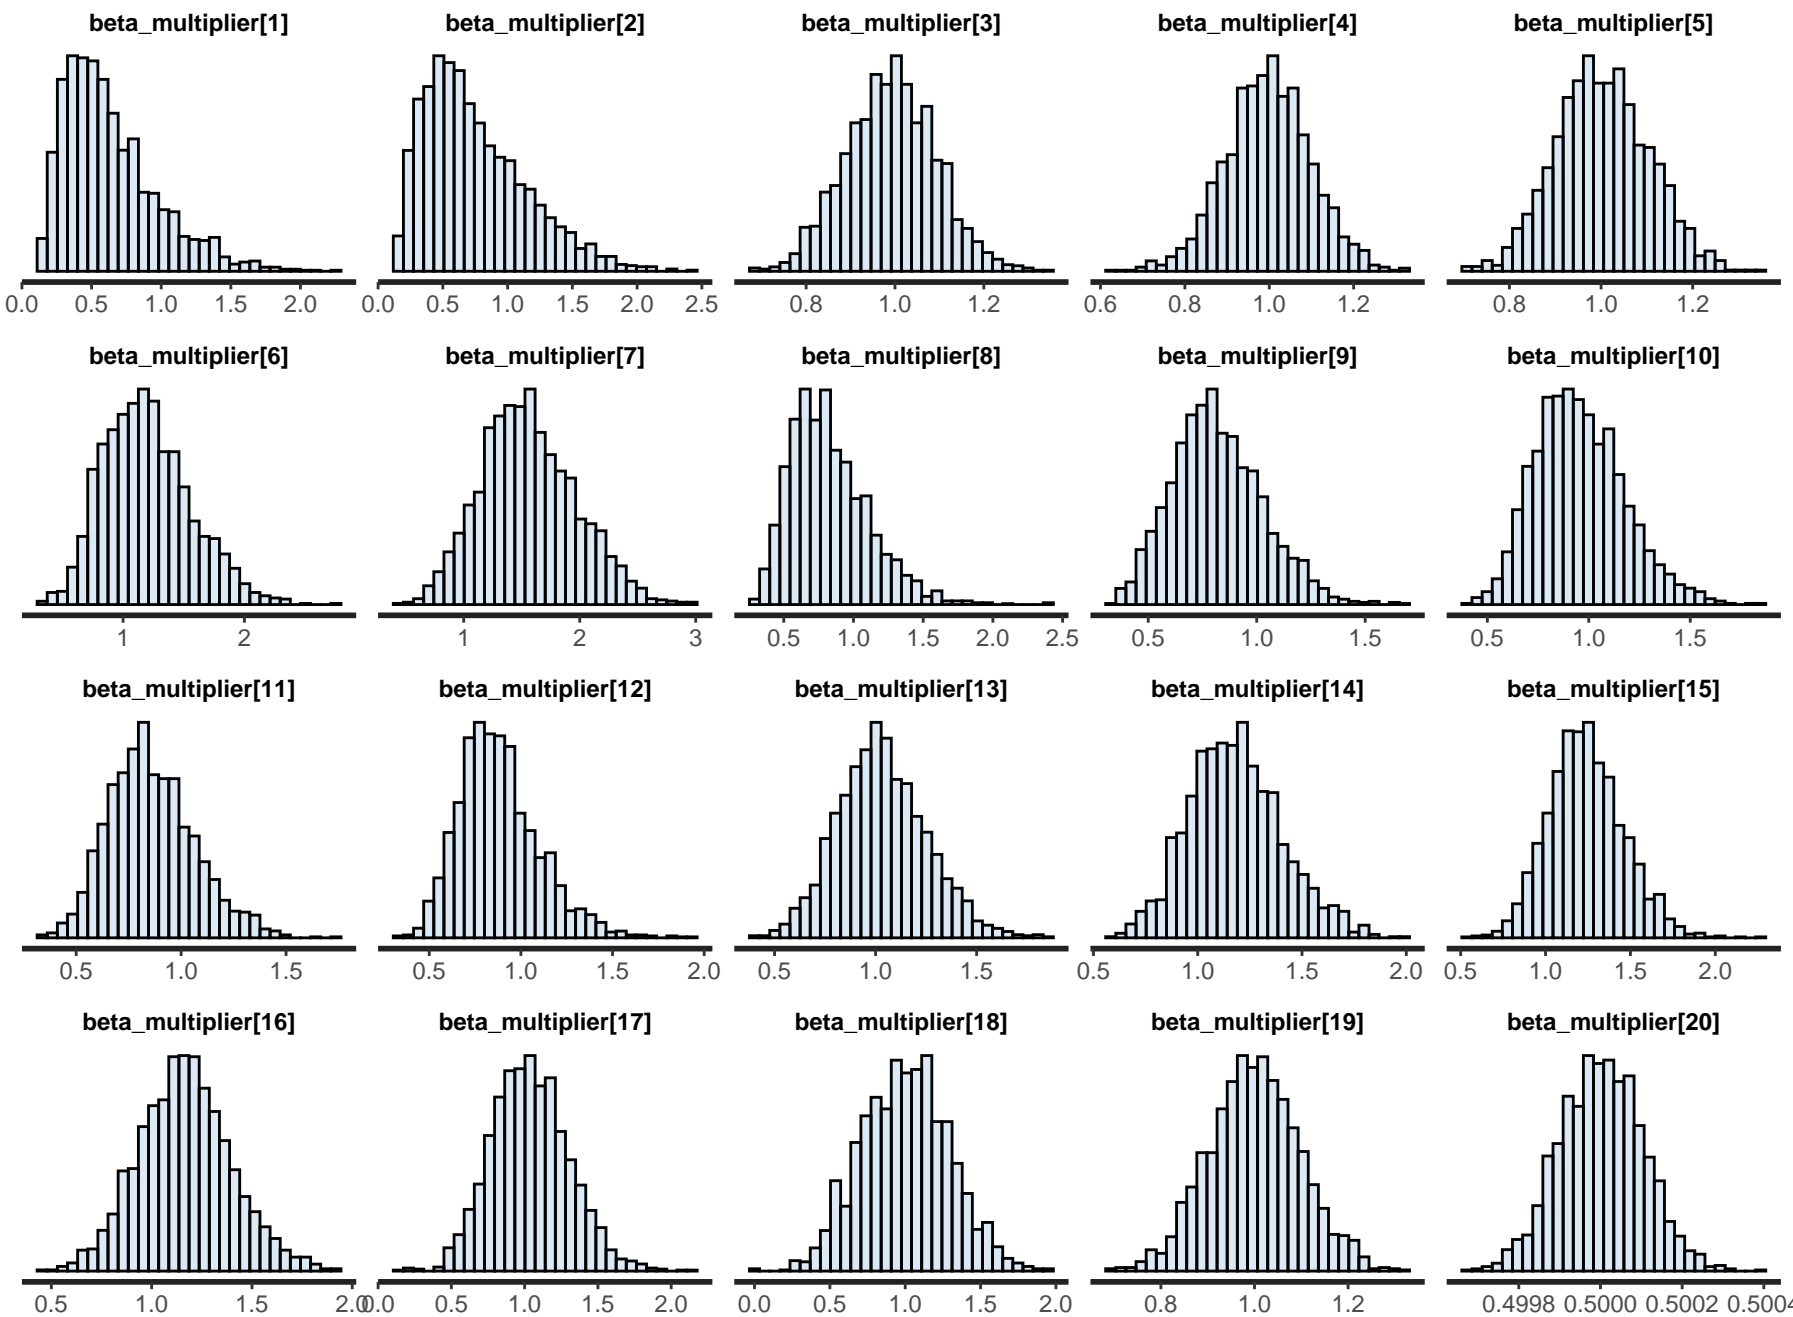 beta_multiplier[1] beta_multiplier[2] beta_multiplier[3] beta_multiplier[4] beta_multiplier[5]
0.0 0.5 1.0 1.5 2.0 0.0 0.5 1.0 1.5 2.0 2.5 0.8 1.0 1.2 0.6 0.8 1.0 1.2 0.8 1.0 1.2
beta_multiplier[6] beta_multiplier[7] beta_multiplier[8] beta_multiplier[9] beta_multiplier[10]
1 2 1 2 3 0.5 1.0 1.5 2.0 2.5 0.5 1.0 1.5 0.5 1.0 1.5
beta_multiplier[11] beta_multiplier[12] beta_multiplier[13] beta_multiplier[14] beta_multiplier[15]
0.5 1.0 1.5 0.5 1.0 1.5 2.0 0.5 1.0 1.5 0.5 1.0 1.5 2.0 0.5 1.0 1.5 2.0
beta_multiplier[16] beta_multiplier[17] beta_multiplier[18] beta_multiplier[19] beta_multiplier[20]
0.5 1.0 1.5 2.0 0.0 0.5 1.0 1.5 2.0 0.0 0.5 1.0 1.5 2.0 0.8 1.0 1.2 0.4998 0.5000 0.5002 0.5004